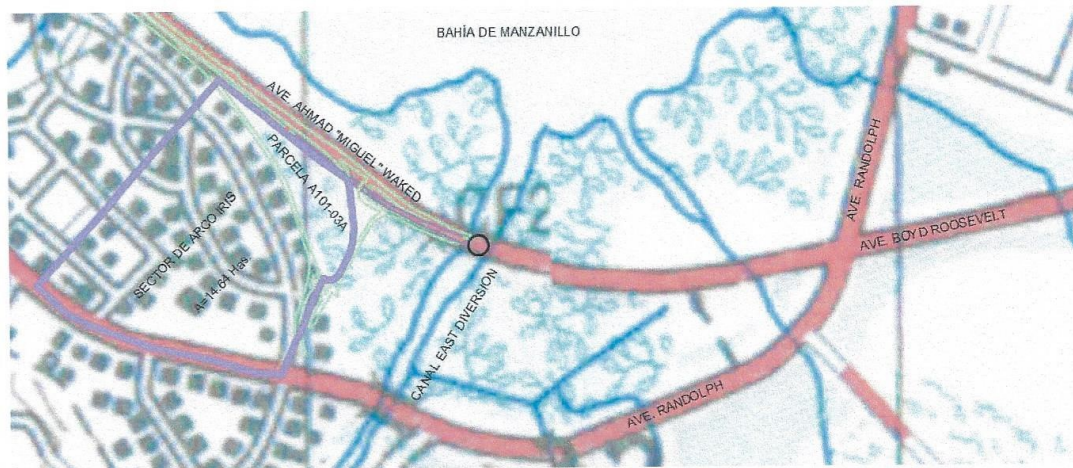 BAHÍA DE MANZANILLO
AVE. AHMAD "MIGUEL" WAKED
PARCELA A101-03A
SECTOR DE ARCO IRIS
A=14.64 Has.
CANAL EAST DIVERSION
AVE. RANDOLPH
AVE. BOYD ROOSEVELT
AVE. RANDOLPH